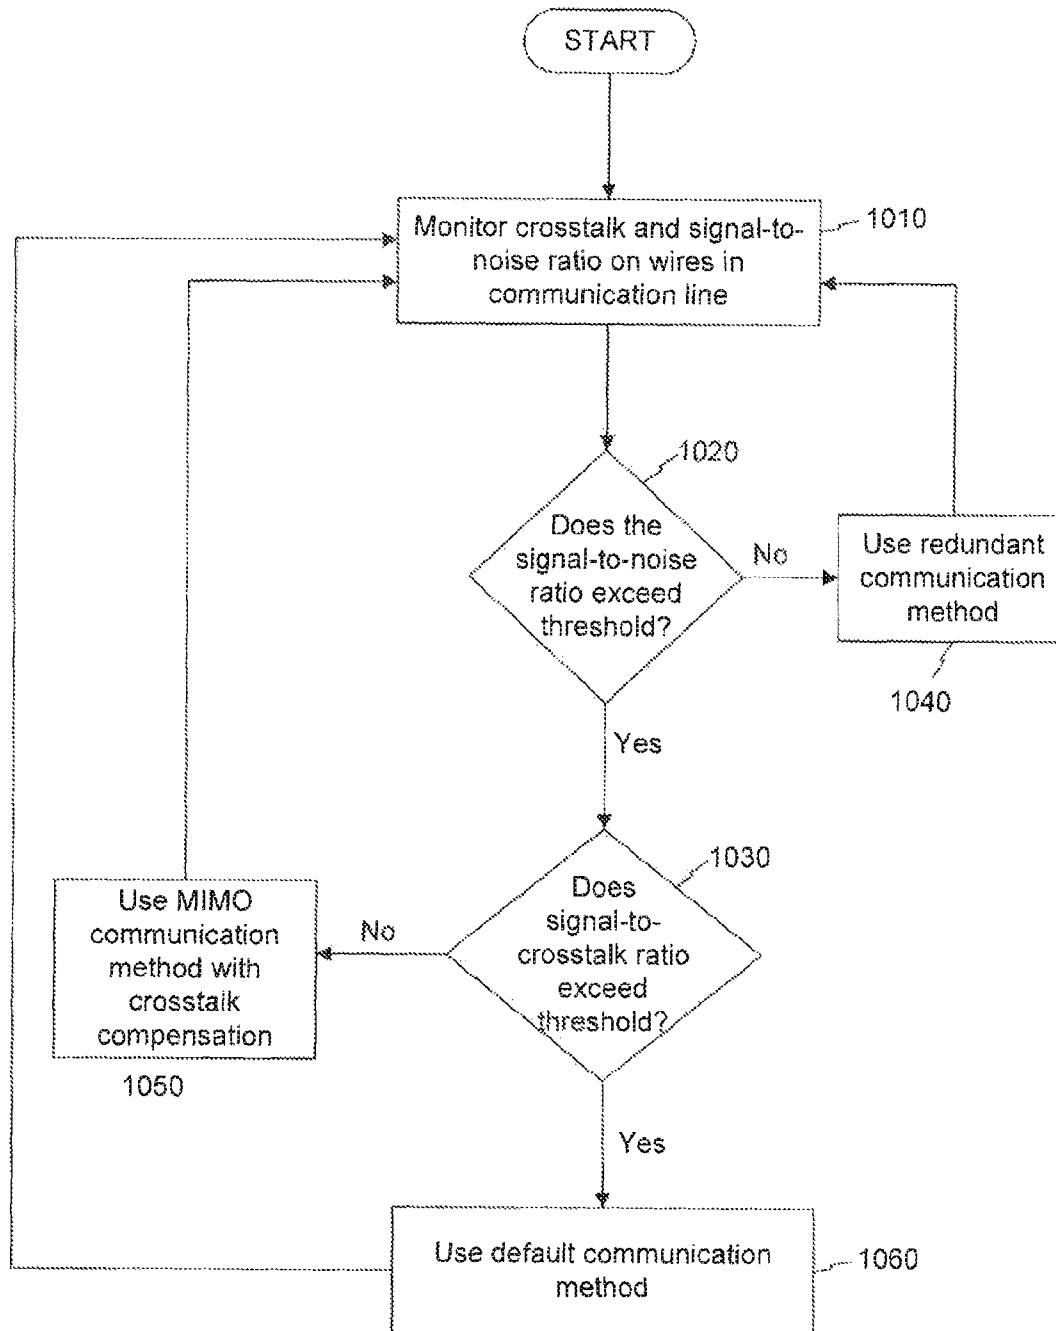 START
Monitor crosstalk and signal-to-
noise ratio on wires in
communication line
1010
1020
Does the
signal-to-noise
ratio exceed
threshold?
No
Use redundant
communication
method
1040
Yes
1030
Does
signal-to-
crosstalk ratio
exceed
threshold?
No
Use MIMO
communication
method with
crosstalk
compensation
1050
Yes
Use default communication
method
1060